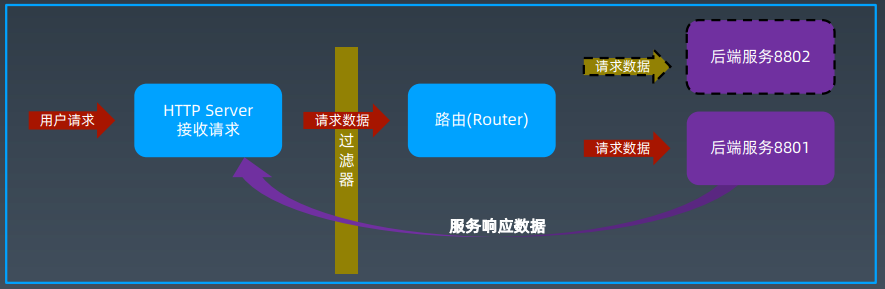 用户请求
HTTP Server
接收请求
请求数据
过
滤
器
路由(Router)
请求数据
后端服务8802
请求数据
后端服务8801
服务响应数据